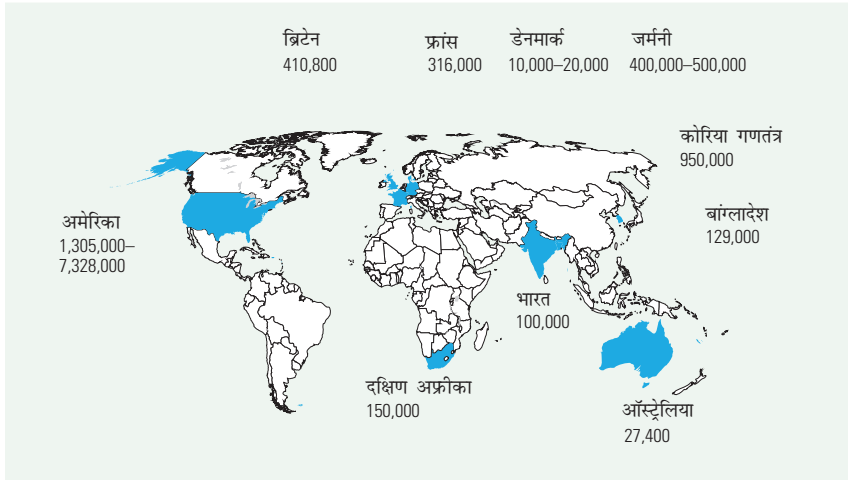 ब्रिटेन
410,800
फ्रांस
316,000
डेनमार्क
10,000–20,000
जर्मनी
400,000–500,000
कोरिया गणतंत्र
950,000
अमेरिका
1,305,000–
7,328,000
बांग्लादेश
129,000
भारत
100,000
दक्षिण अफ्रीका
150,000
ऑस्ट्रेलिया
27,400